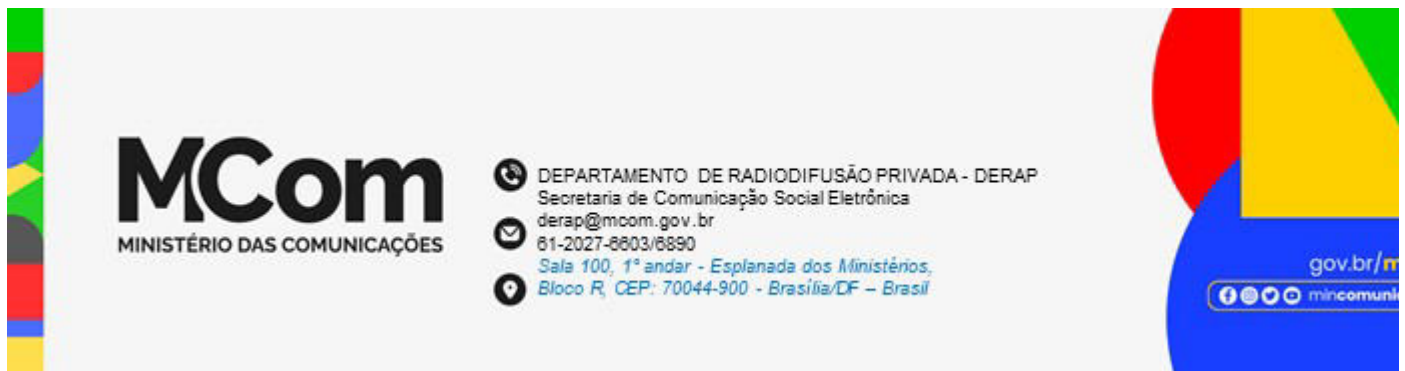 MCom
MINISTÉRIO DAS COMUNICAÇÕES
DEPARTAMENTO DE RADIODIFUSÃO PRIVADA - DERAP
Secretaria de Comunicação Social Eletrônica
derap@mcom.gov.br
61-2027-6603/6890
Sala 100, 1° andar - Esplanada dos Ministérios,
Bloco R, CEP: 70044-900 - Brasília/DF – Brasil
gov.br/m
mincomuni